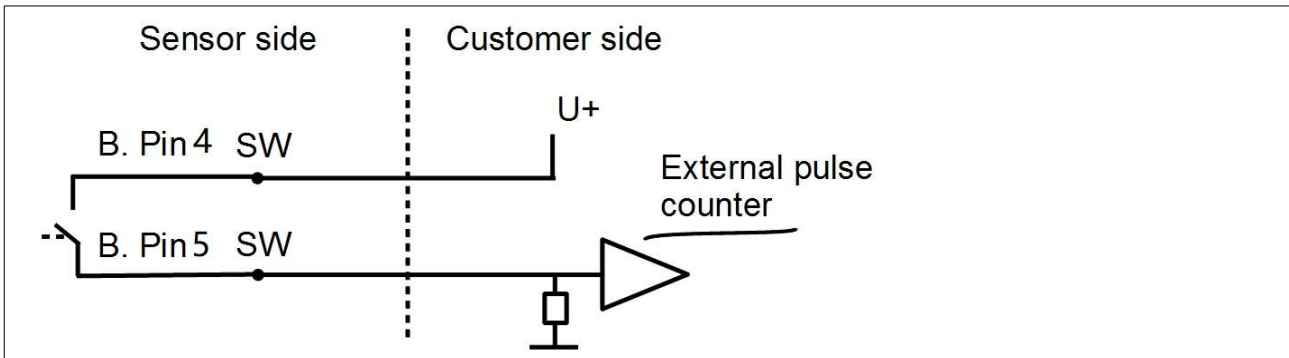 Sensor side
Customer side
U+
B. Pin 4 SW
External pulse
counter
B. Pin 5 SW